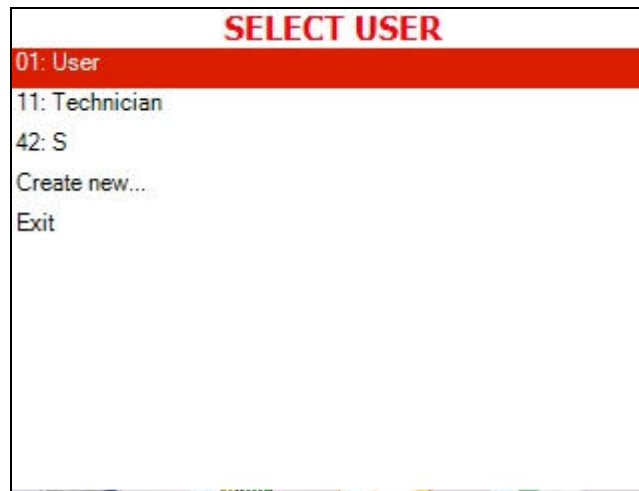 SELECT USER
01: User
11: Technician
42: S
Create new...
Exit